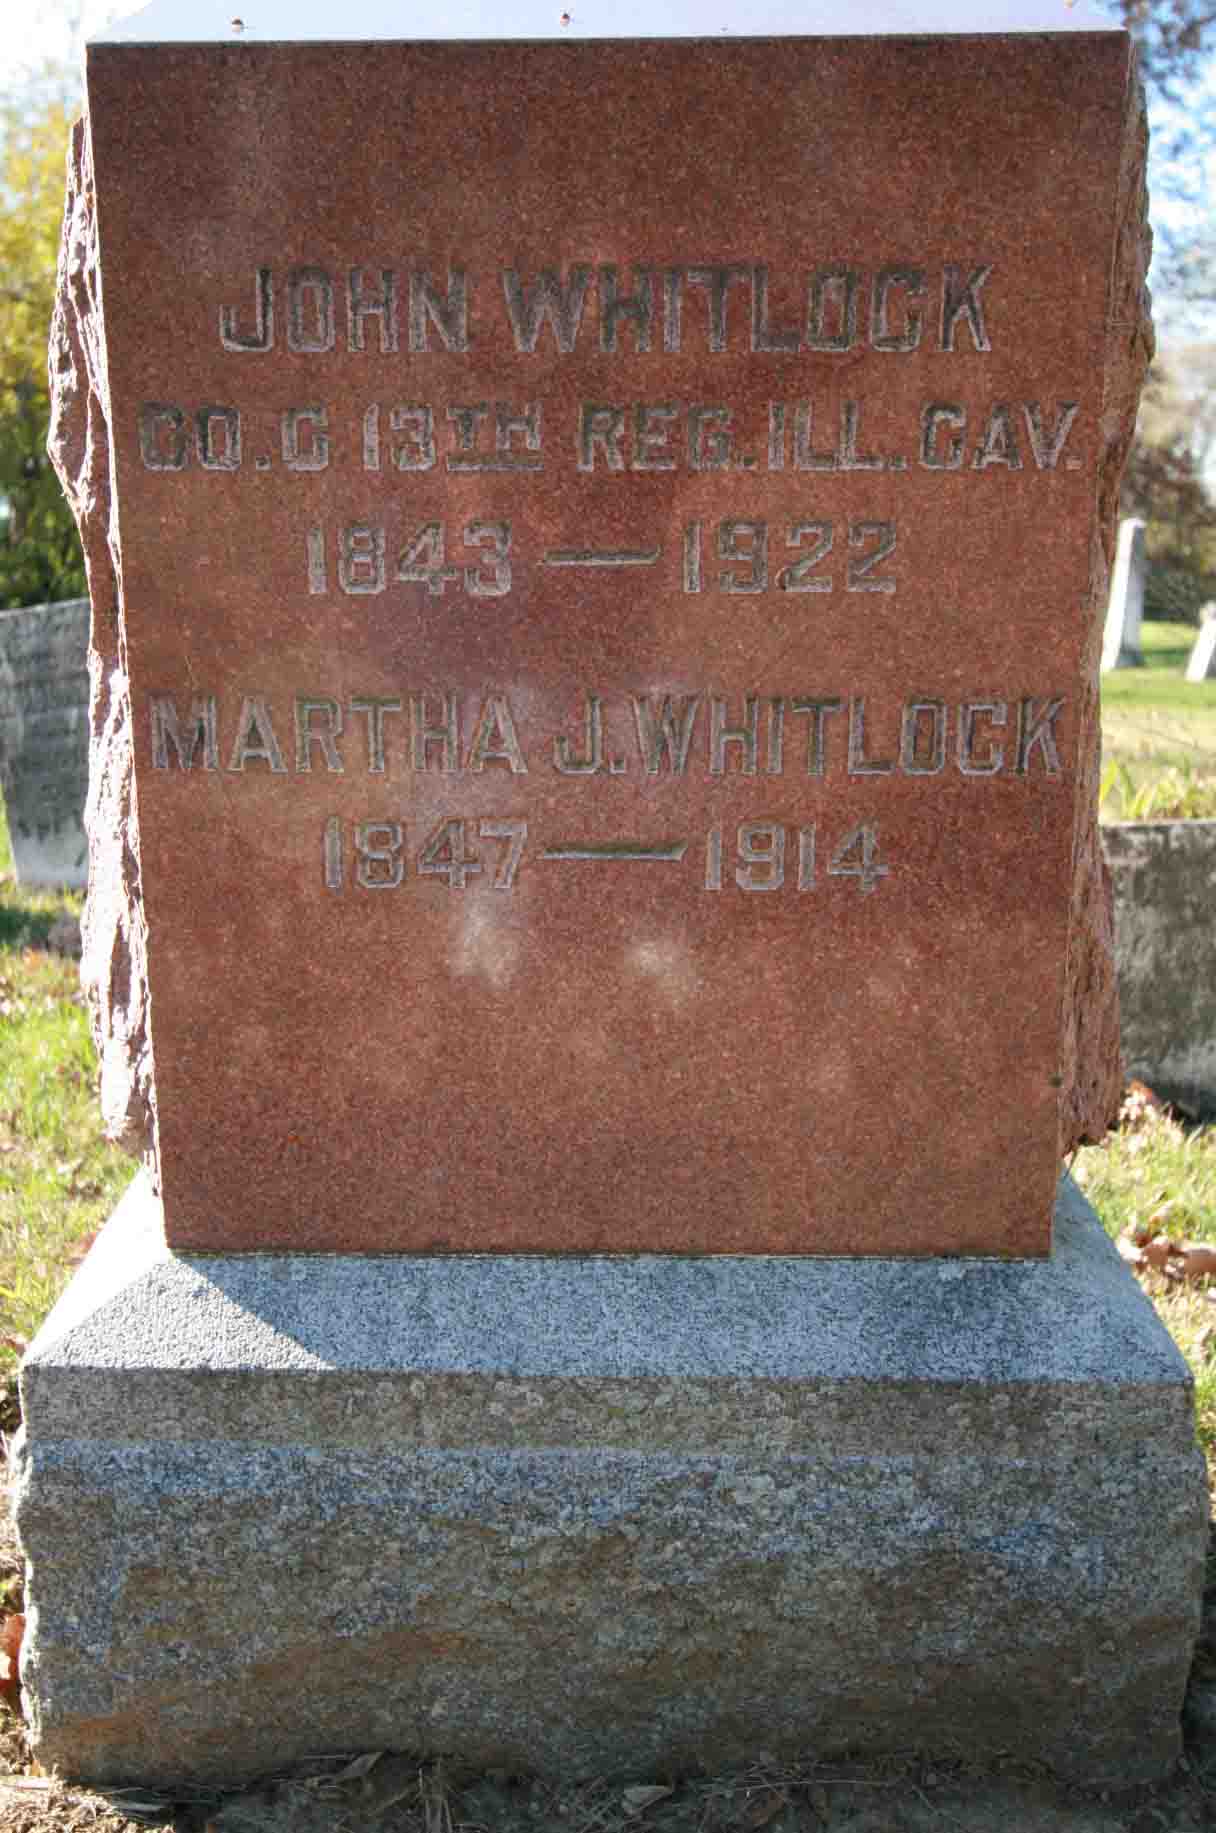 JOHN WHITLOCK
CO. C 13TH REG. ILL. CAV.
1843 — 1922
MARTHA J. WHITLOCK
1847 — 1914